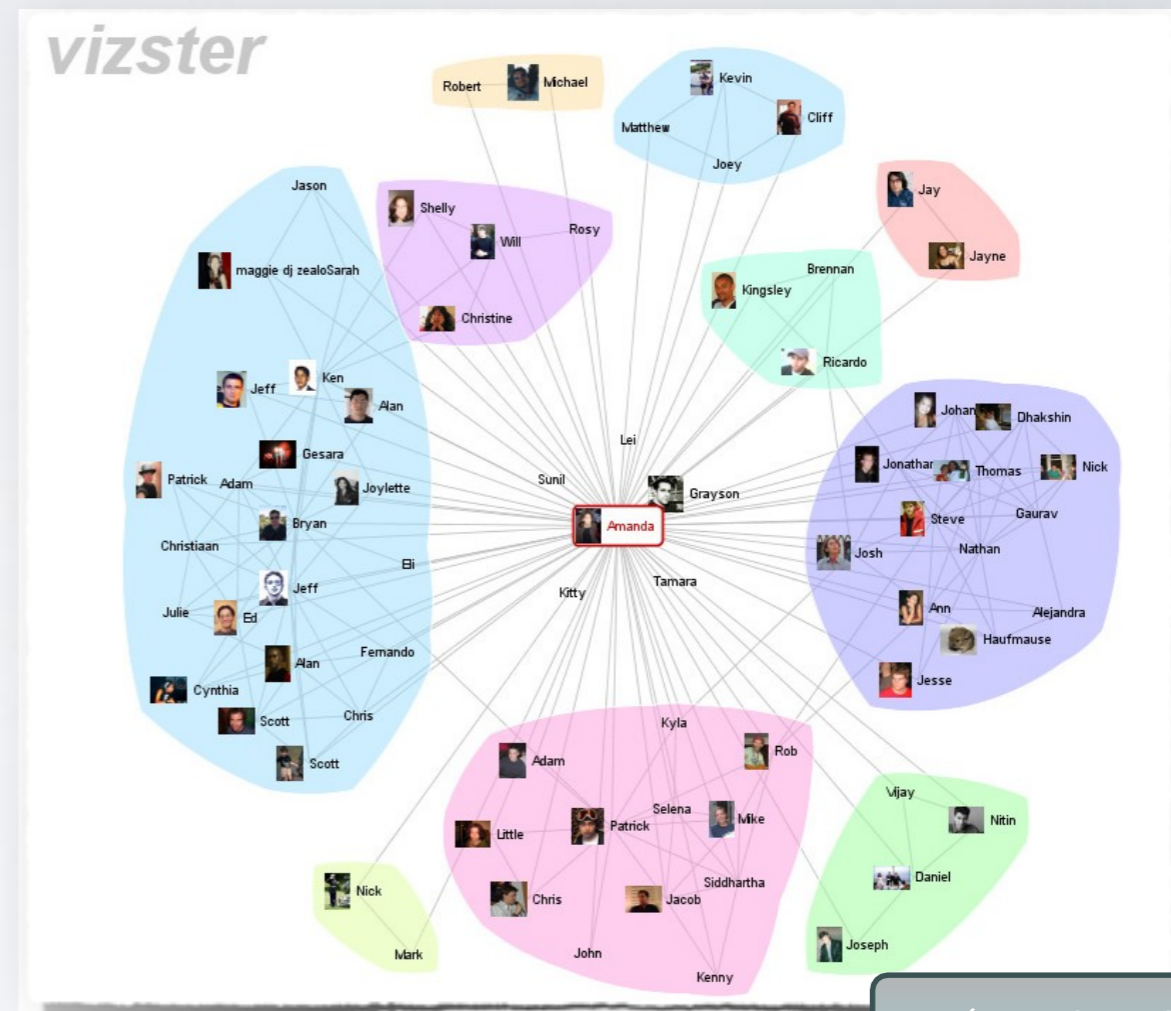 vizster
Robert
Michael
Kevin
Cliff
Matthew
Joey
Jason
Shelly
Will
Rosy
Christine
maggie dj zealoSarah
Jay
Jayne
Brennan
Kingsley
Ricardo
Jeff
Ken
Alan
Gesara
Patrick
Adam
Joylette
Bryan
Christiaan
Eli
Jeff
Julie
Ed
Alan
Fernando
Cynthia
Scott
Chris
Scott
Lei
Sunil
Grayson
Amanda
Kitty
Tamara
Johan
Dhakshin
Jonathan
Thomas
Nick
Steve
Gaurav
Josh
Nathan
Ann
Alejandra
Haufmause
Jesse
Kyla
Adam
Rob
Selena
Mike
Little
Patrick
Siddhartha
Chris
Jacob
John
Kenny
Vijay
Nitin
Daniel
Joseph
Nick
Mark